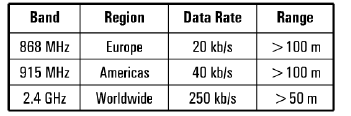 Band Region Data Rate Range
868 MHz Europe 20 kb/s >100 m
915 MHz Americas 40 kb/s >100 m
2.4 GHz Worldwide 250 kb/s >50 m